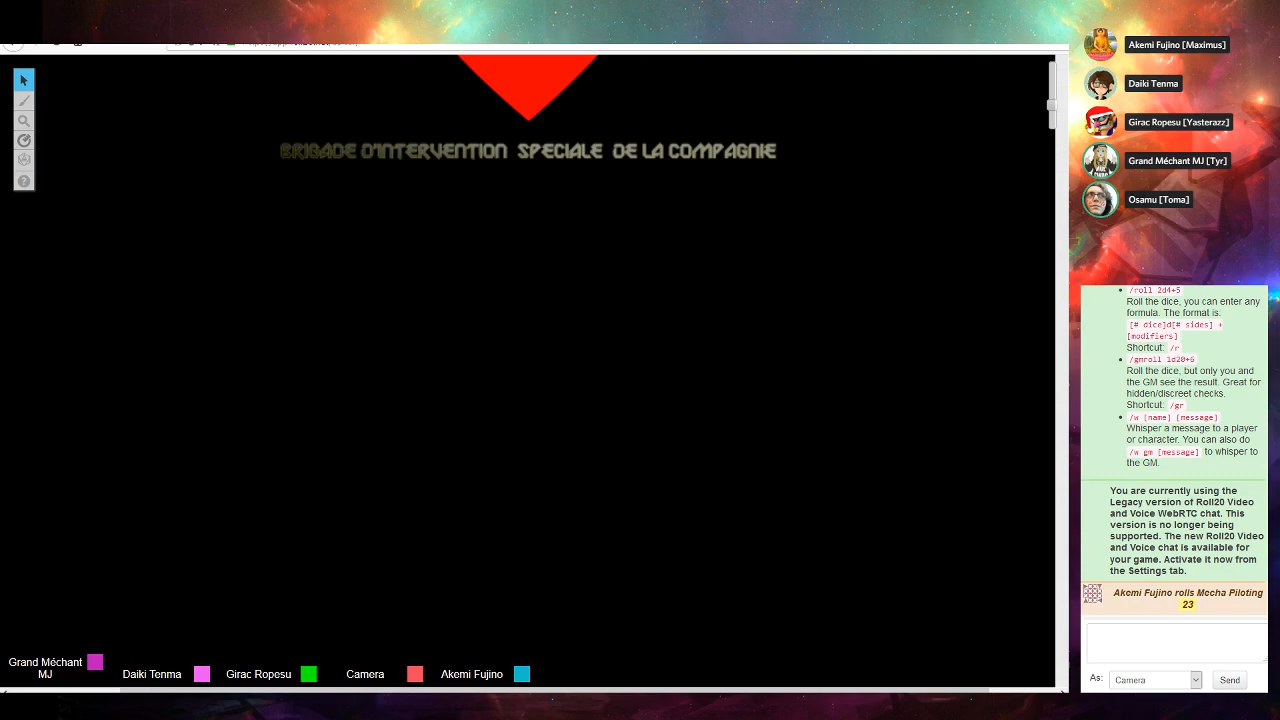 Akemi Fujino [Maximus]
Daiki Tenma
Girac Ropesu [Yasterazz]
Grand Méchant MJ [Tyr]
Osamu [Toma]
BRIGADE D'INTERVENTION SPECIALE DE LA COMPAGNIE
/roll 2d4+5
Roll the dice, you can enter any
formula. The format is:
[# dice]d[# sides] +
[modifiers]
Shortcut: /r
/gmroll 1d20+6
Roll the dice, but only you and
the GM see the result. Great for
hidden/discreet checks.
Shortcut: /gr
/w [name] [message]
Whisper a message to a player
or character. You can also do
/w gm [message] to whisper to
the GM.
You are currently using the
Legacy version of Roll20 Video
and Voice WebRTC chat. This
version is no longer being
supported. The new Roll20 Video
and Voice chat is available for
your game. Activate it now from
the Settings tab.
Akemi Fujino rolls Mecha Piloting
23
As: Camera
Send
Grand Méchant
MJ
Daiki Tenma
Girac Ropesu
Camera
Akemi Fujino